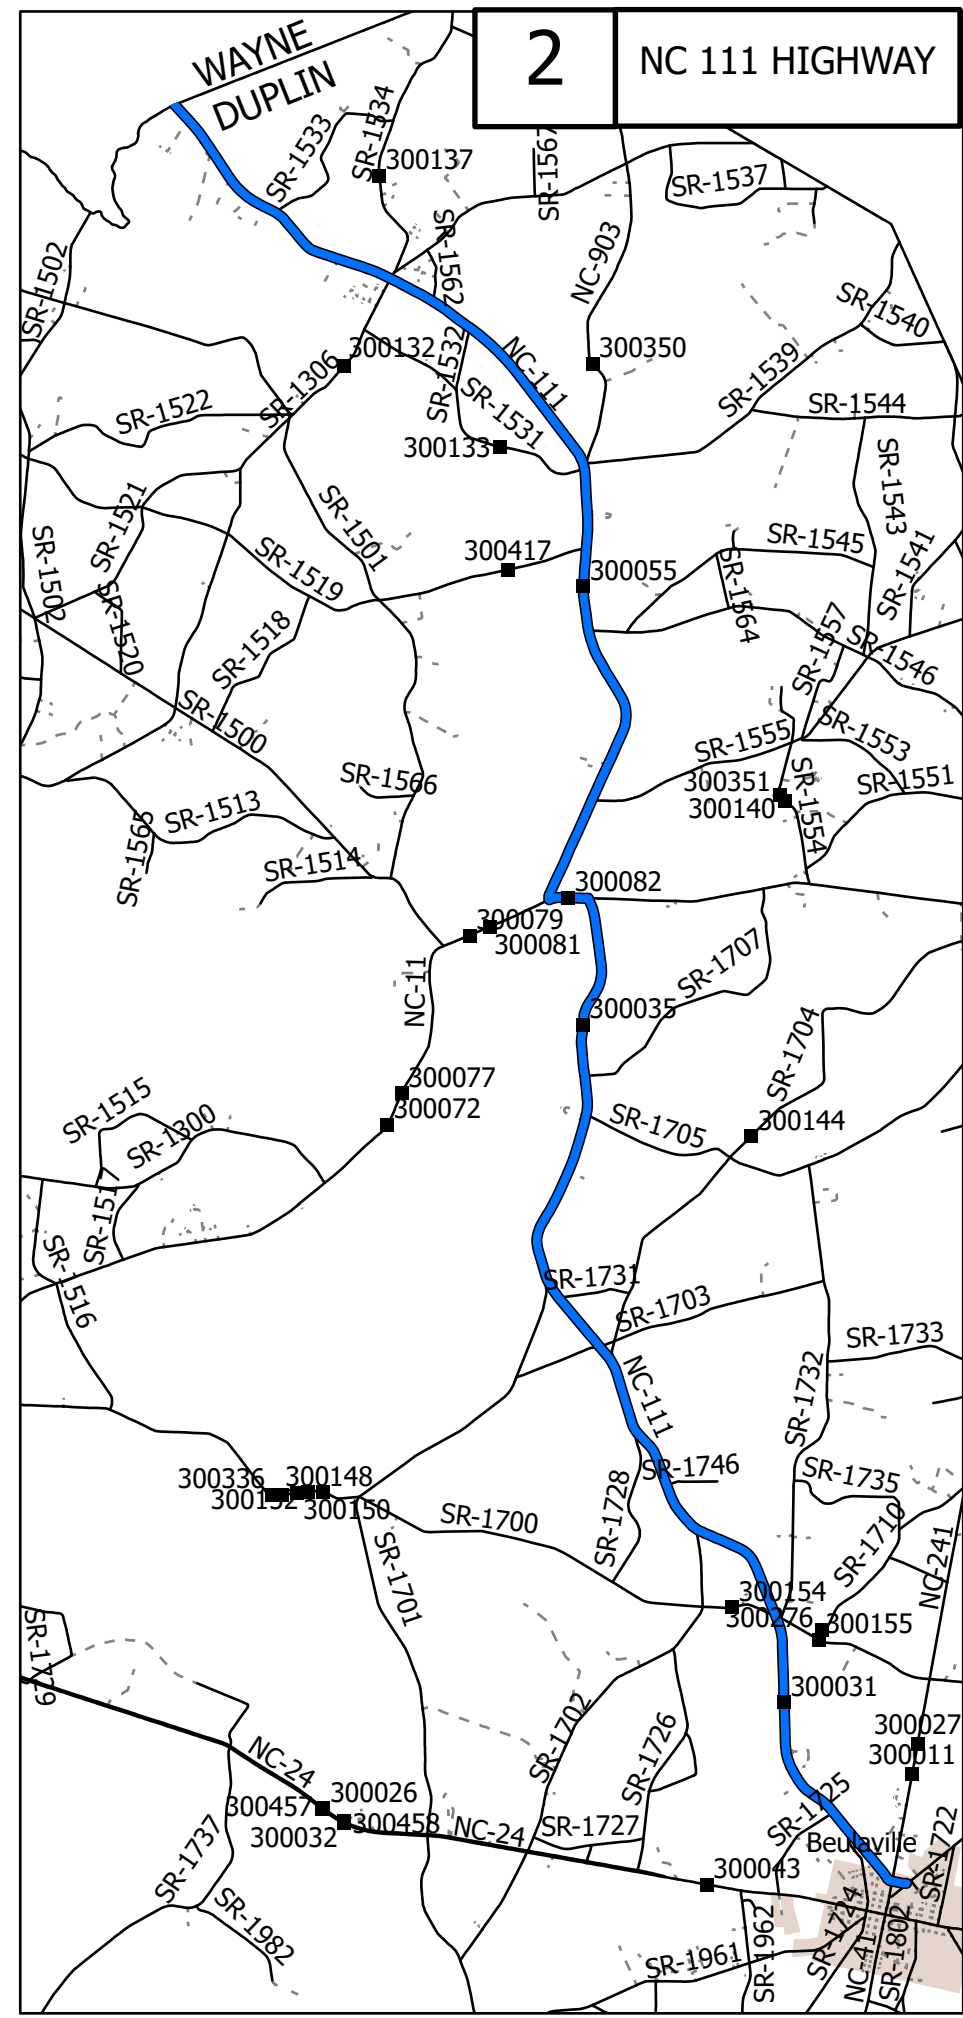 2
NC 111 HIGHWAY
WAYNE
DUPLIN
SR-1533
SR-1534
300137
SR-1567
SR-1537
SR-1502
SR-1562
NC-903
SR-1540
300132
SR-1532
NC-111
300350
SR-1539
SR-1306
SR-1522
SR-1531
SR-1544
300133
SR-1543
SR-1521
SR-1501
SR-1502
SR-1519
300417
300055
SR-1545
SR-1564
SR-1541
SR-1520
SR-1518
SR-1557
SR-1546
SR-1500
SR-1555
SR-1553
SR-1566
300351
300140
SR-1554
SR-1551
SR-1513
SR-1565
SR-1514
300082
300079
300081
SR-1707
NC-11
300035
SR-1704
300077
300072
SR-1515
SR-1300
SR-1705
300144
SR-1517
SR-1516
SR-1731
SR-1703
SR-1733
NC-111
SR-1732
SR-1746
SR-1735
300336
300148
300152
300150
SR-1700
SR-1728
SR-1710
NC-241
SR-1701
300154
300276
300155
SR-1729
300031
SR-1702
SR-1726
300027
300011
NC-24
300026
300457
300458
300032
NC-24
SR-1727
SR-1725
Beulaville
SR-1722
SR-1737
300043
SR-1982
SR-1961
SR-1962
SR-1724
NC-41
SR-1802